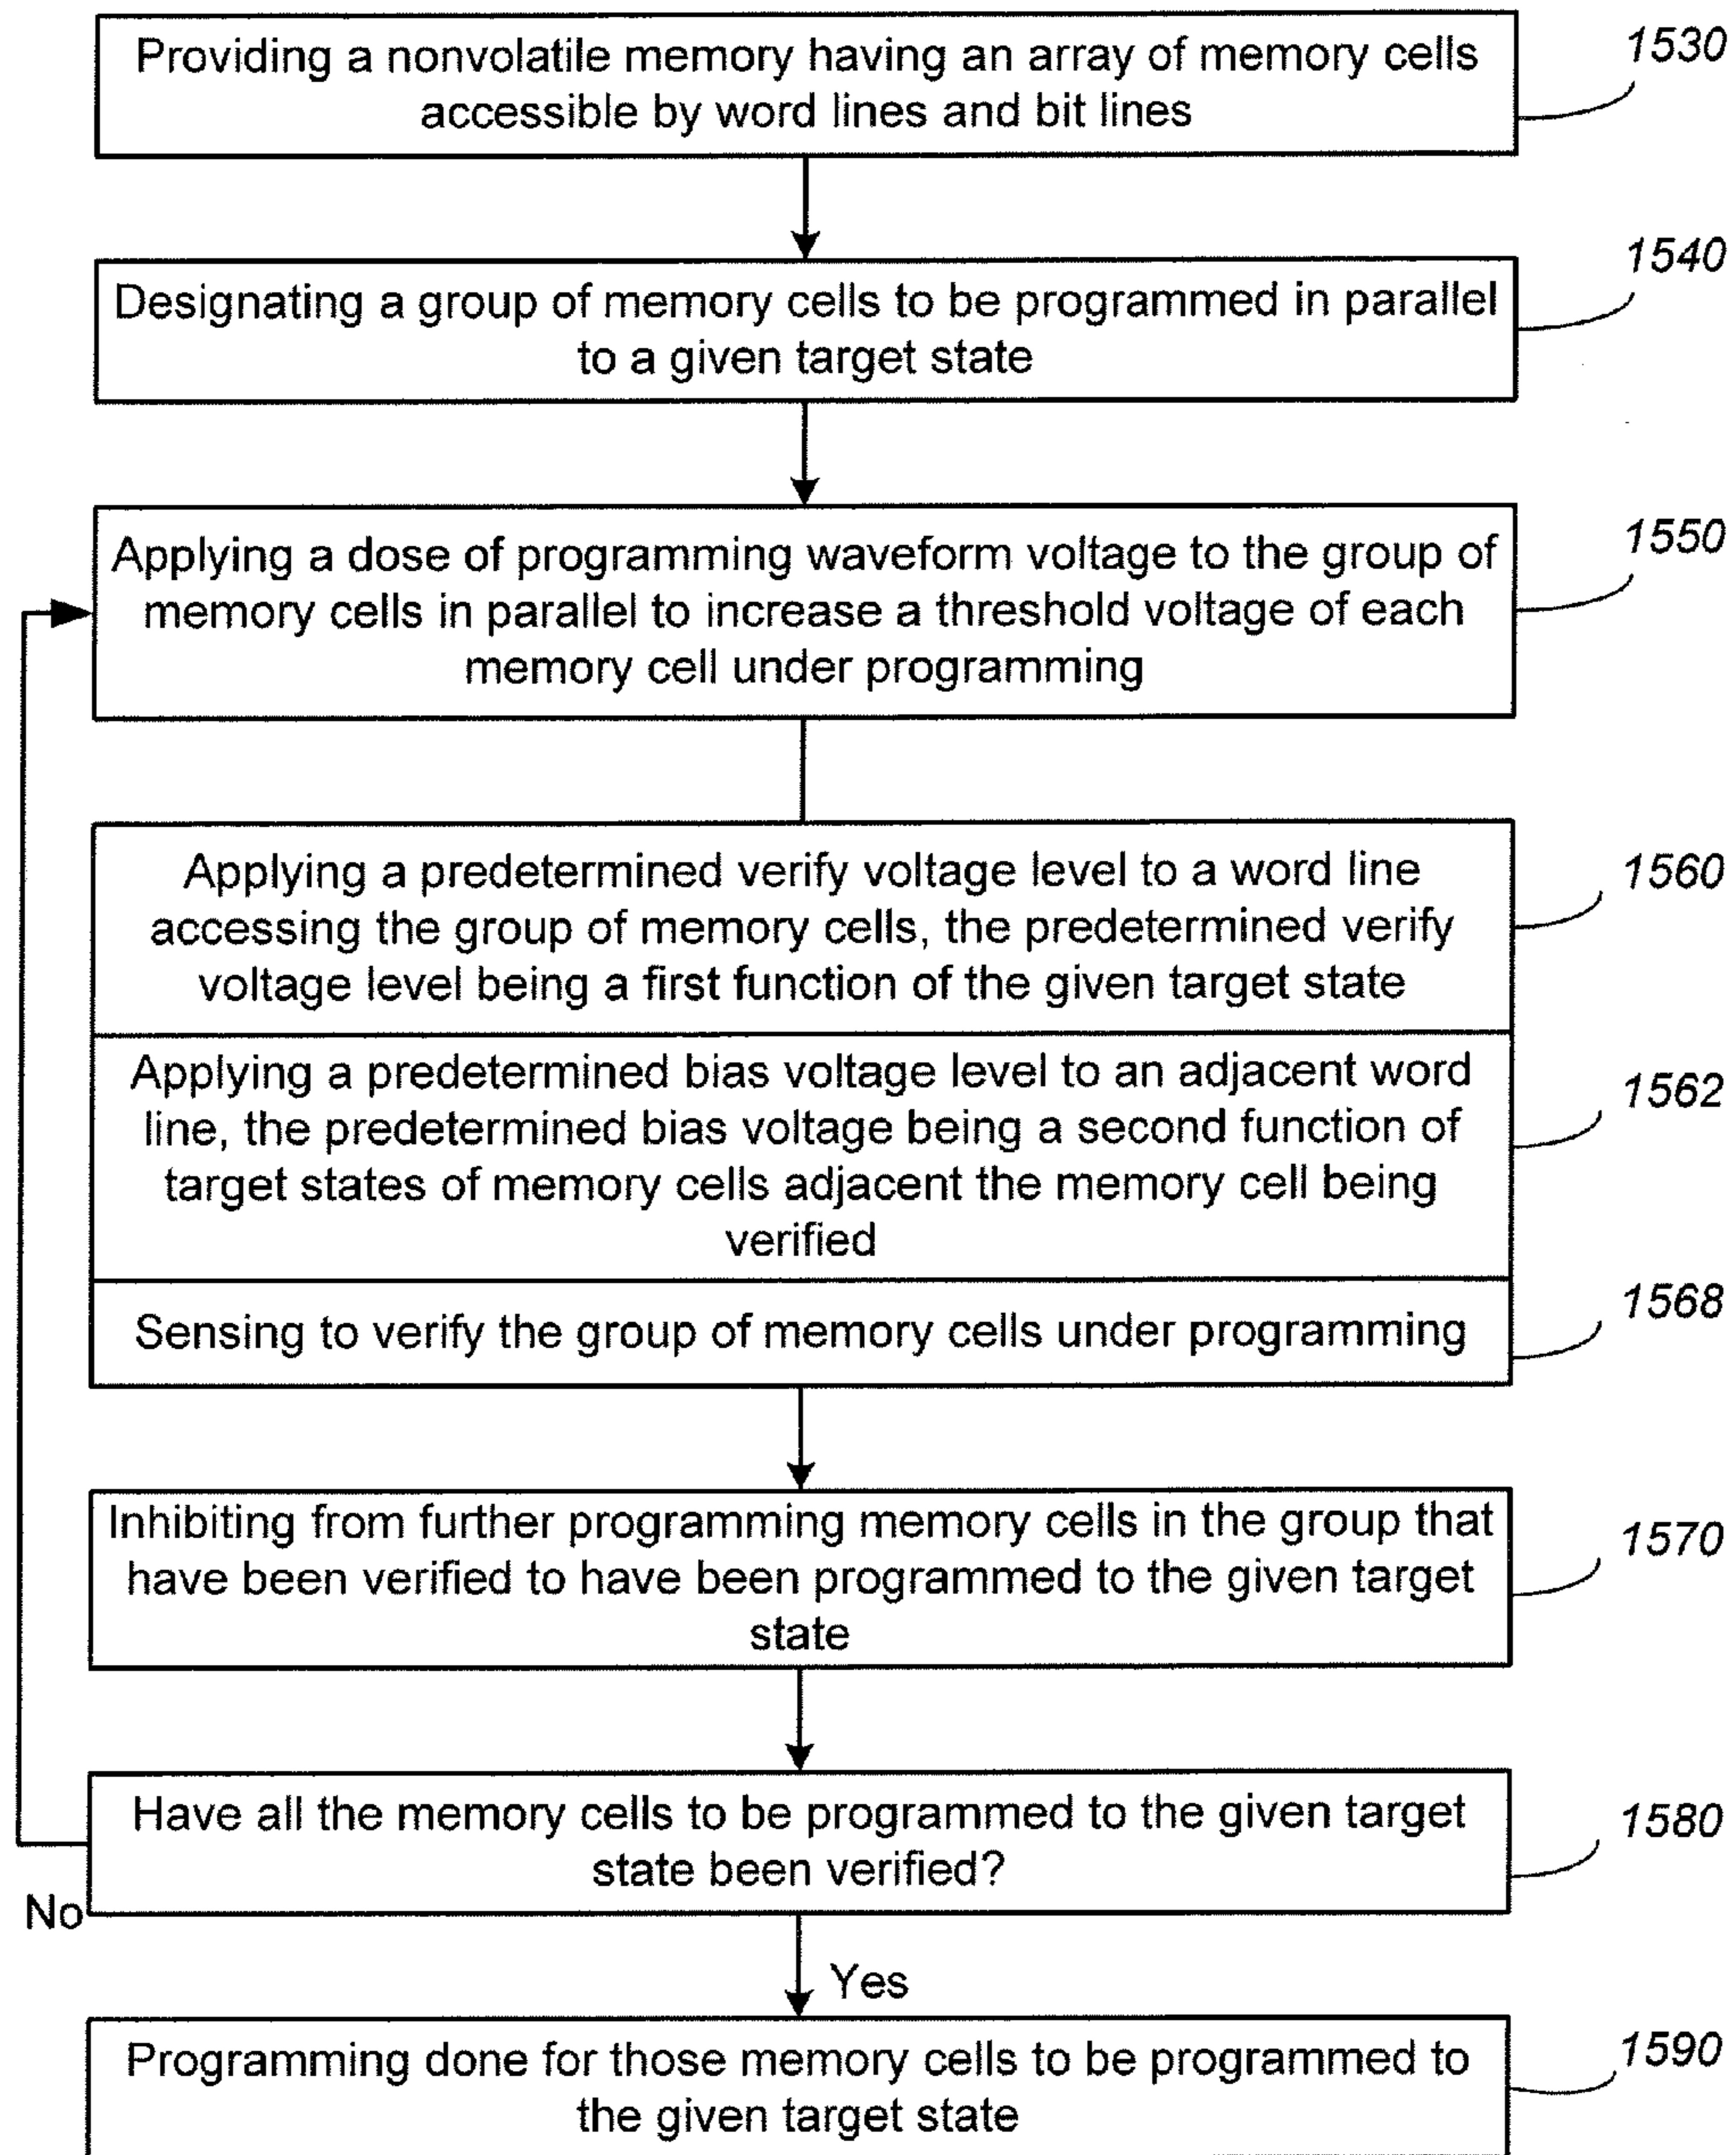 Providing a nonvolatile memory having an array of memory cells
accessible by word lines and bit lines
1530
Designating a group of memory cells to be programmed in parallel
to a given target state
1540
Applying a dose of programming waveform voltage to the group of
memory cells in parallel to increase a threshold voltage of each
memory cell under programming
1550
Applying a predetermined verify voltage level to a word line
accessing the group of memory cells, the predetermined verify
voltage level being a first function of the given target state
1560
Applying a predetermined bias voltage level to an adjacent word
line, the predetermined bias voltage being a second function of
target states of memory cells adjacent the memory cell being
verified
1562
Sensing to verify the group of memory cells under programming
1568
Inhibiting from further programming memory cells in the group that
have been verified to have been programmed to the given target
state
1570
Have all the memory cells to be programmed to the given target
state been verified?
1580
No
Yes
Programming done for those memory cells to be programmed to
the given target state
1590